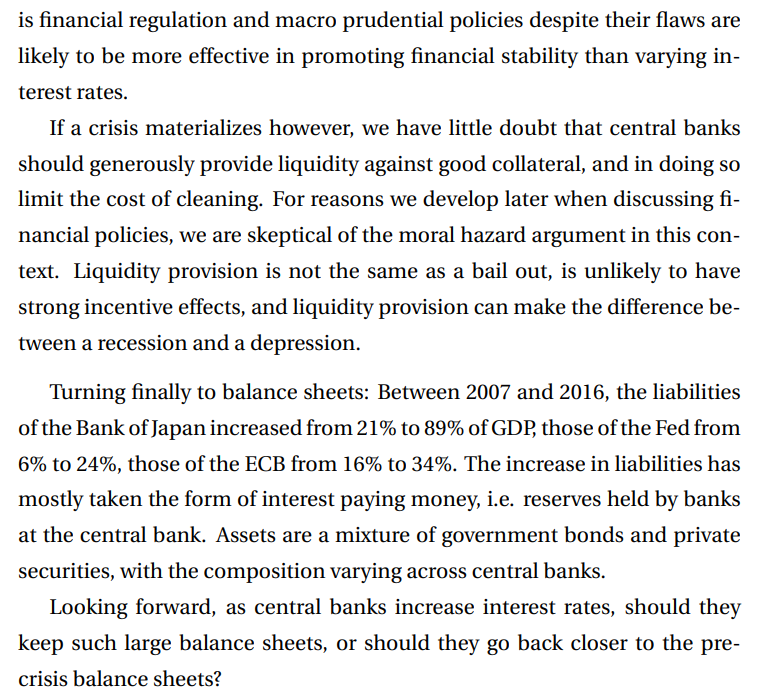 is financial regulation and macro prudential policies despite their flaws are
likely to be more effective in promoting financial stability than varying in-
terest rates.
If a crisis materializes however, we have little doubt that central banks
should generously provide liquidity against good collateral, and in doing so
limit the cost of cleaning. For reasons we develop later when discussing fi-
nancial policies, we are skeptical of the moral hazard argument in this con-
text. Liquidity provision is not the same as a bail out, is unlikely to have
strong incentive effects, and liquidity provision can make the difference be-
tween a recession and a depression.
Turning finally to balance sheets: Between 2007 and 2016, the liabilities
of the Bank of Japan increased from 21% to 89% of GDP, those of the Fed from
6% to 24%, those of the ECB from 16% to 34%. The increase in liabilities has
mostly taken the form of interest paying money, i.e. reserves held by banks
at the central bank. Assets are a mixture of government bonds and private
securities, with the composition varying across central banks.
Looking forward, as central banks increase interest rates, should they
keep such large balance sheets, or should they go back closer to the pre-
crisis balance sheets?